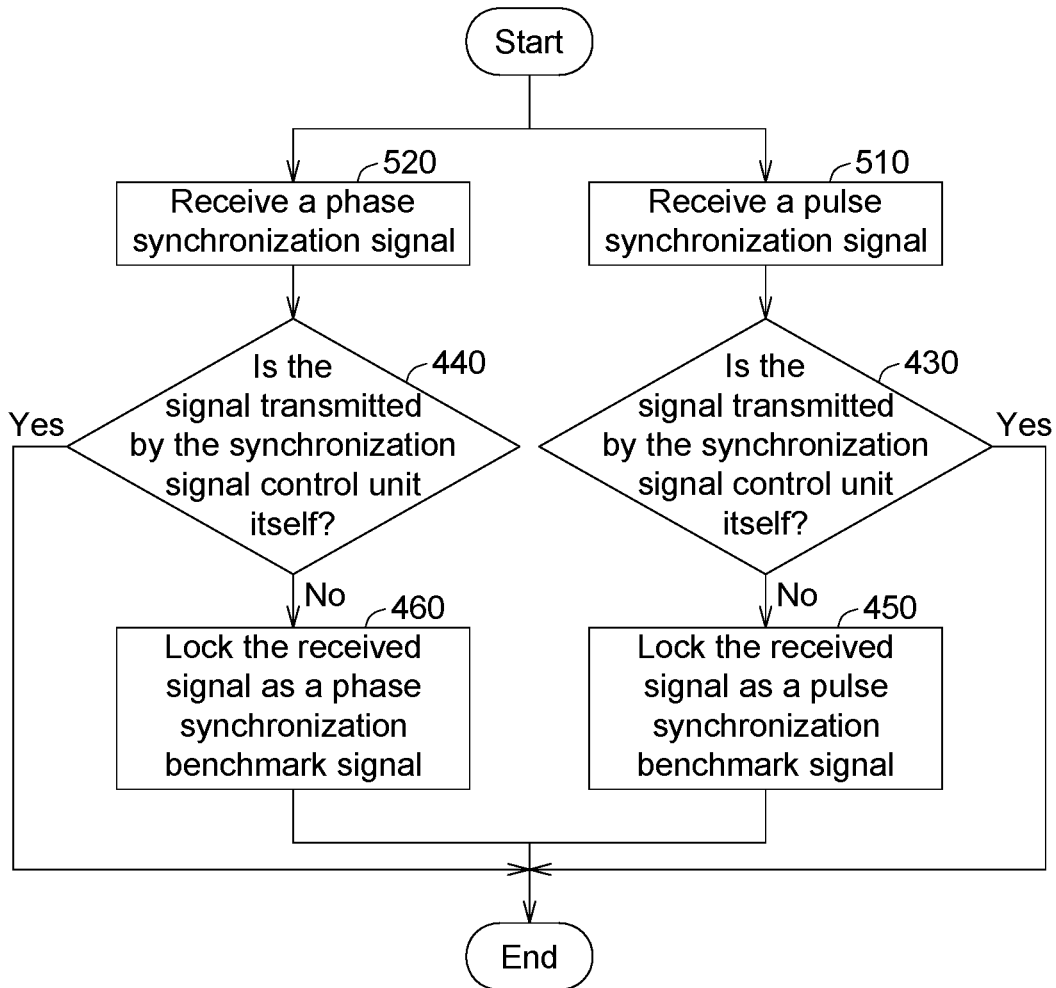 Start
520
Receive a phase
synchronization signal
510
Receive a pulse
synchronization signal
440
Is the
signal transmitted
by the synchronization
signal control unit
itself?
Yes
No
430
Is the
signal transmitted
by the synchronization
signal control unit
itself?
Yes
No
460
Lock the received
signal as a phase
synchronization
benchmark signal
450
Lock the received
signal as a pulse
synchronization
benchmark signal
End